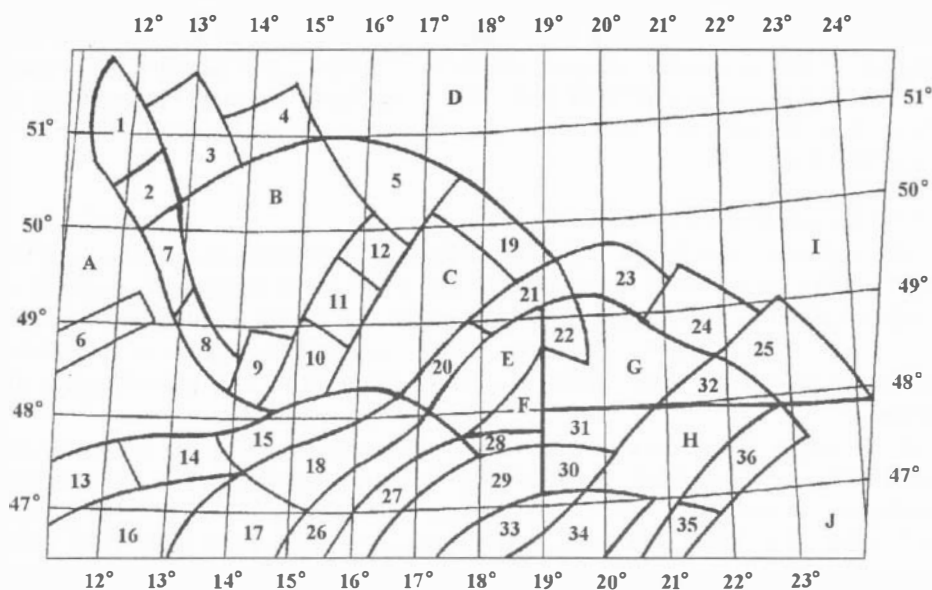 12° 13° 14° 15° 16° 17° 18° 19° 20° 21° 22° 23° 24°
D
51° 1 4 51°
3
2 B 5
50° 50°
7 12 C 19 I
A 23
11 21 49°
49° 22 24
6 8 10 E G 25
9 20 32
48° F 48°
15 31 H
14 18 28 36
13 29 30 47°
27
47° 16 17 26 33 34 35 J
12° 13° 14° 15° 16° 17° 18° 19° 20° 21° 22° 23°